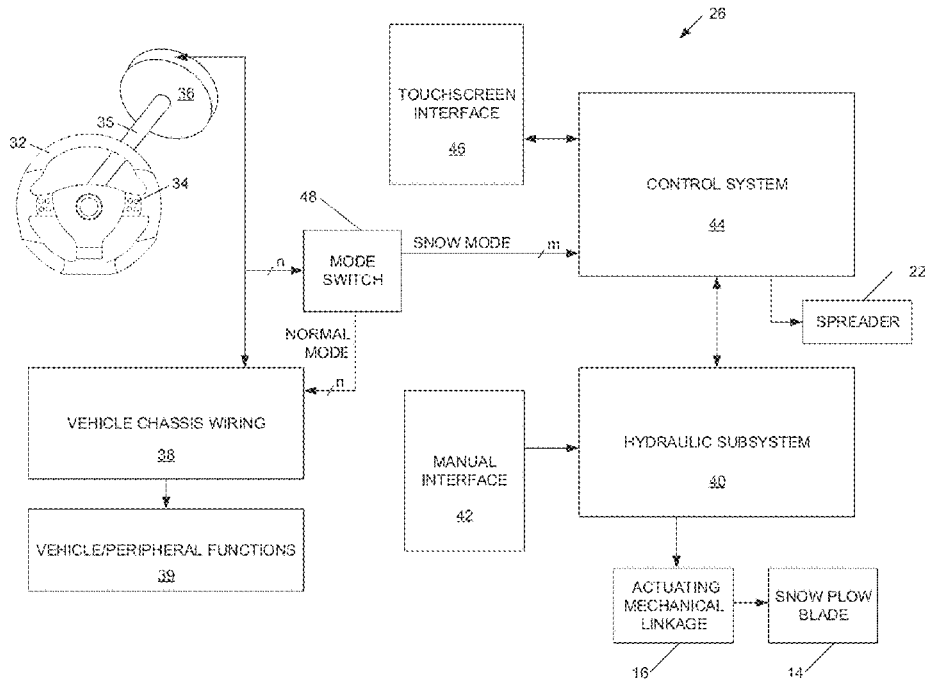 26
36
35
32
34
TOUCHSCREEN
INTERFACE
46
CONTROL SYSTEM
44
48
MODE
SWITCH
n
SNOW MODE
m
22
SPREADER
NORMAL
MODE
n
VEHICLE CHASSIS WIRING
38
MANUAL
INTERFACE
42
HYDRAULIC SUBSYSTEM
40
VEHICLE/PERIPHERAL FUNCTIONS
39
ACTUATING
MECHANICAL
LINKAGE
16
SNOW PLOW
BLADE
14